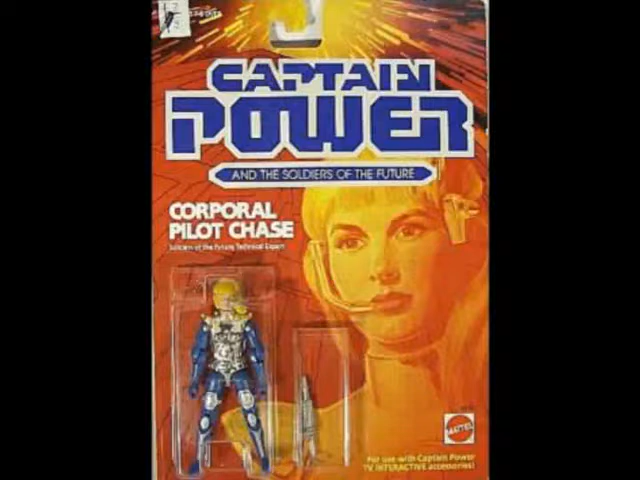 CAPTAIN
POWER
AND THE SOLDIERS OF THE FUTURE
CORPORAL
PILOT CHASE
Soldiers of the Future Technical Expert
MATTEL
For use with Captain Power
TV INTERACTIVE accessories!